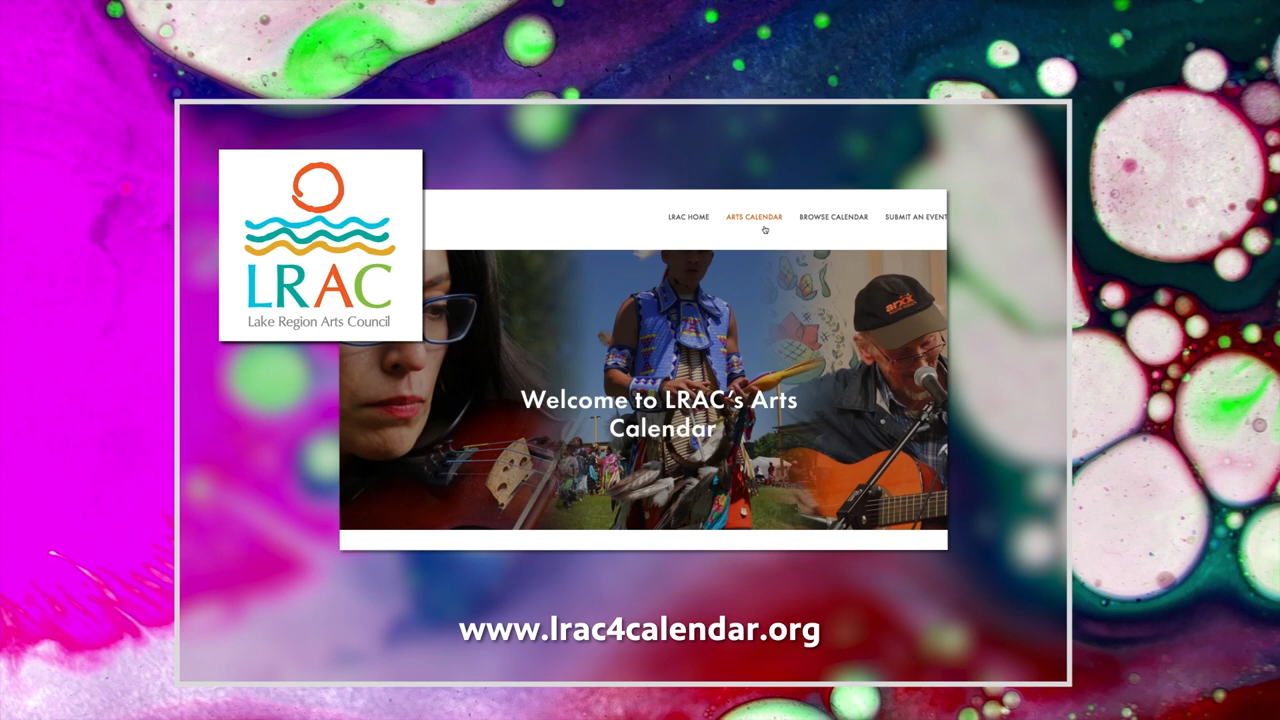 LRAC
Lake Region Arts Council
LRAC HOME ARTS CALENDAR BROWSE CALENDAR SUBMIT AN EVENT
arxx
Welcome to LRAC's Arts
Calendar
www.lrac4calendar.org